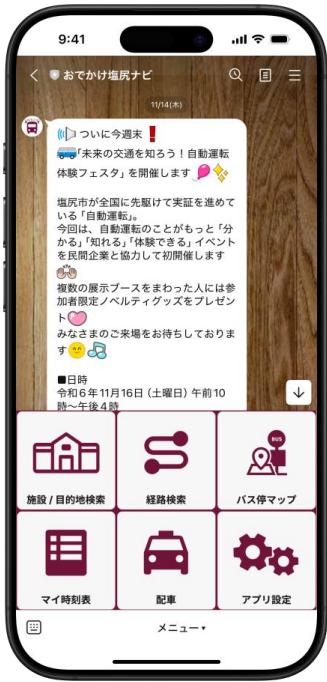 9:41
おでかけ塩尻ナビ
11/14(木)
ついに今週末❗
「未来の交通を知ろう！自動運転
体験フェスタ」を開催します
塩尻市が全国に先駆けて実証を進めて
いる「自動運転」。
今回は、自動運転のことがもっと「分
かる」「知れる」「体験できる」イベント
を民間企業と協力して初開催します
複数の展示ブースをまわった人には参
加者限定ノベルティグッズをプレゼン
ト
みなさまのご来場をお待ちしておりま
す
■日時
令和6年11月16日（土曜日）午前10
時〜午後4時
施設 / 目的地検索
経路検索
BUS
バス停マップ
マイ時刻表
配車
アプリ設定
メニュー▾